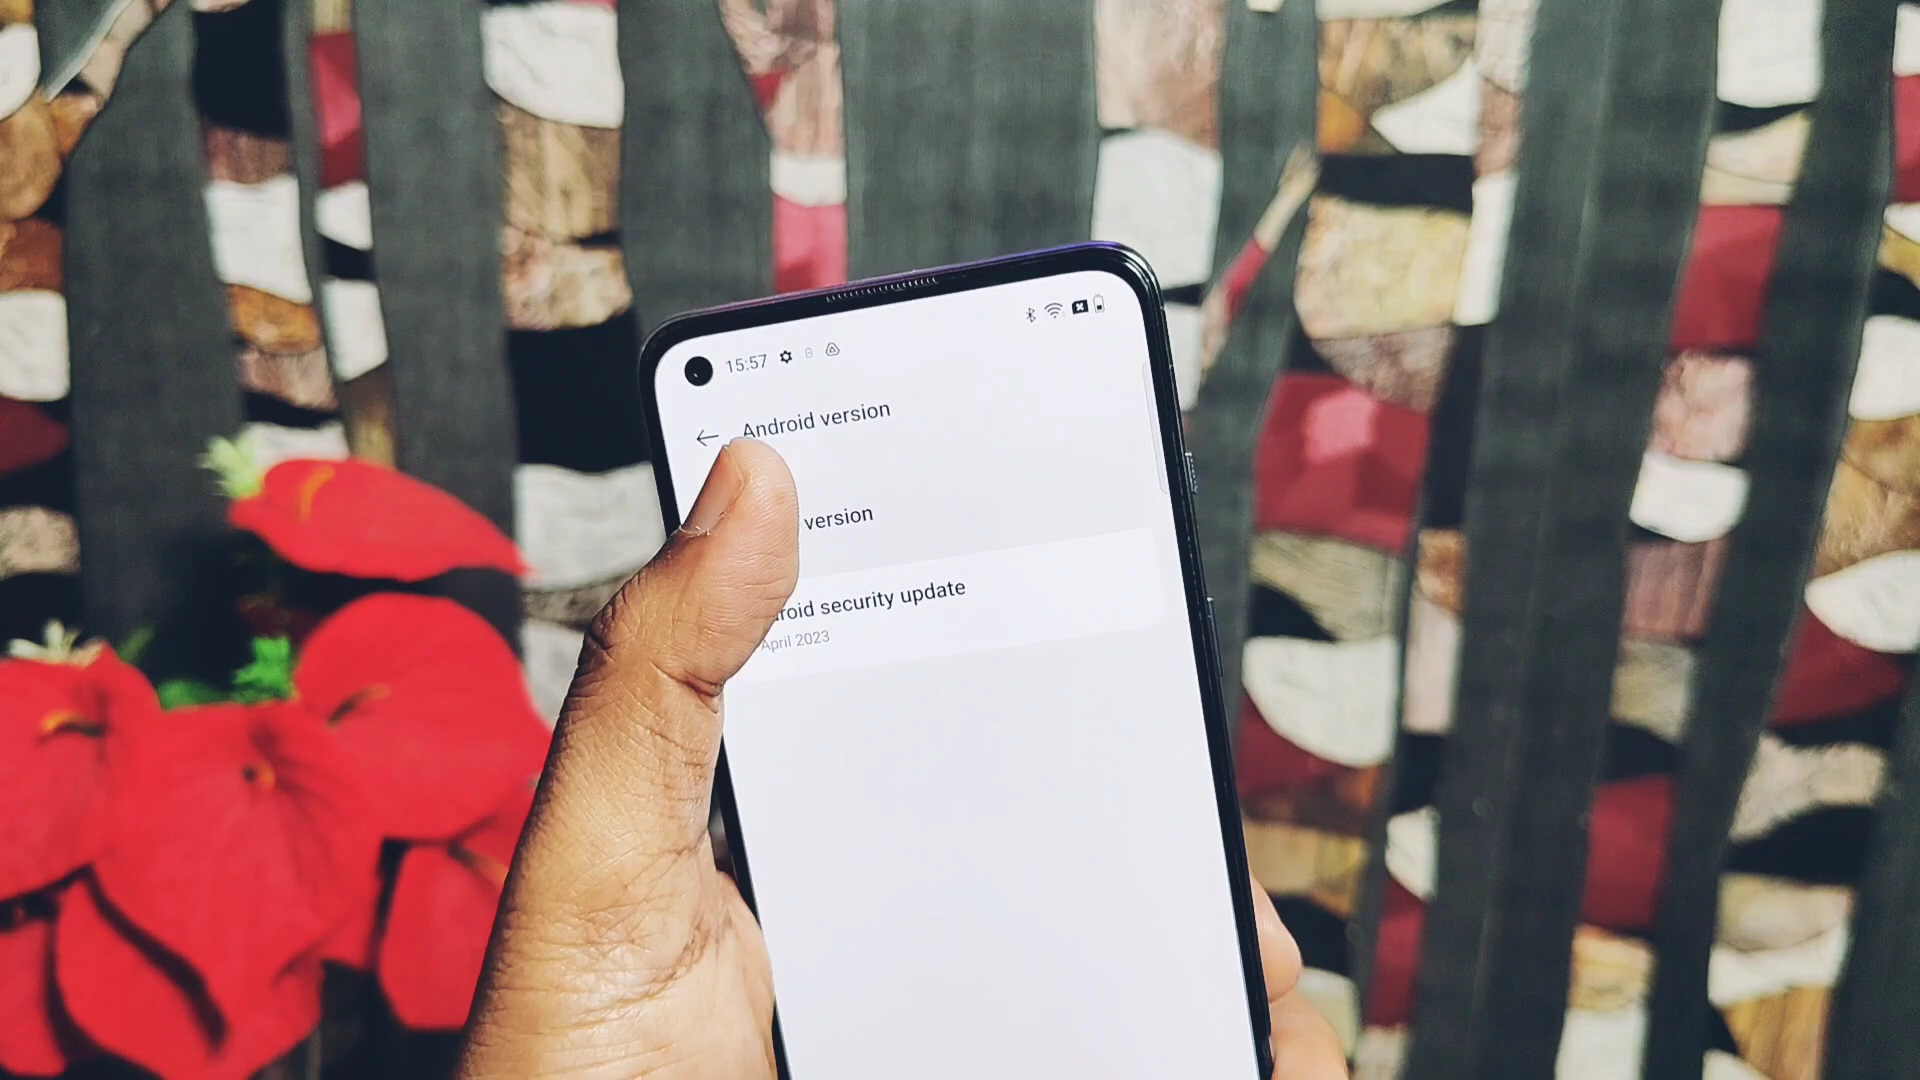 15:57
Android version
version
roid security update
April 2023